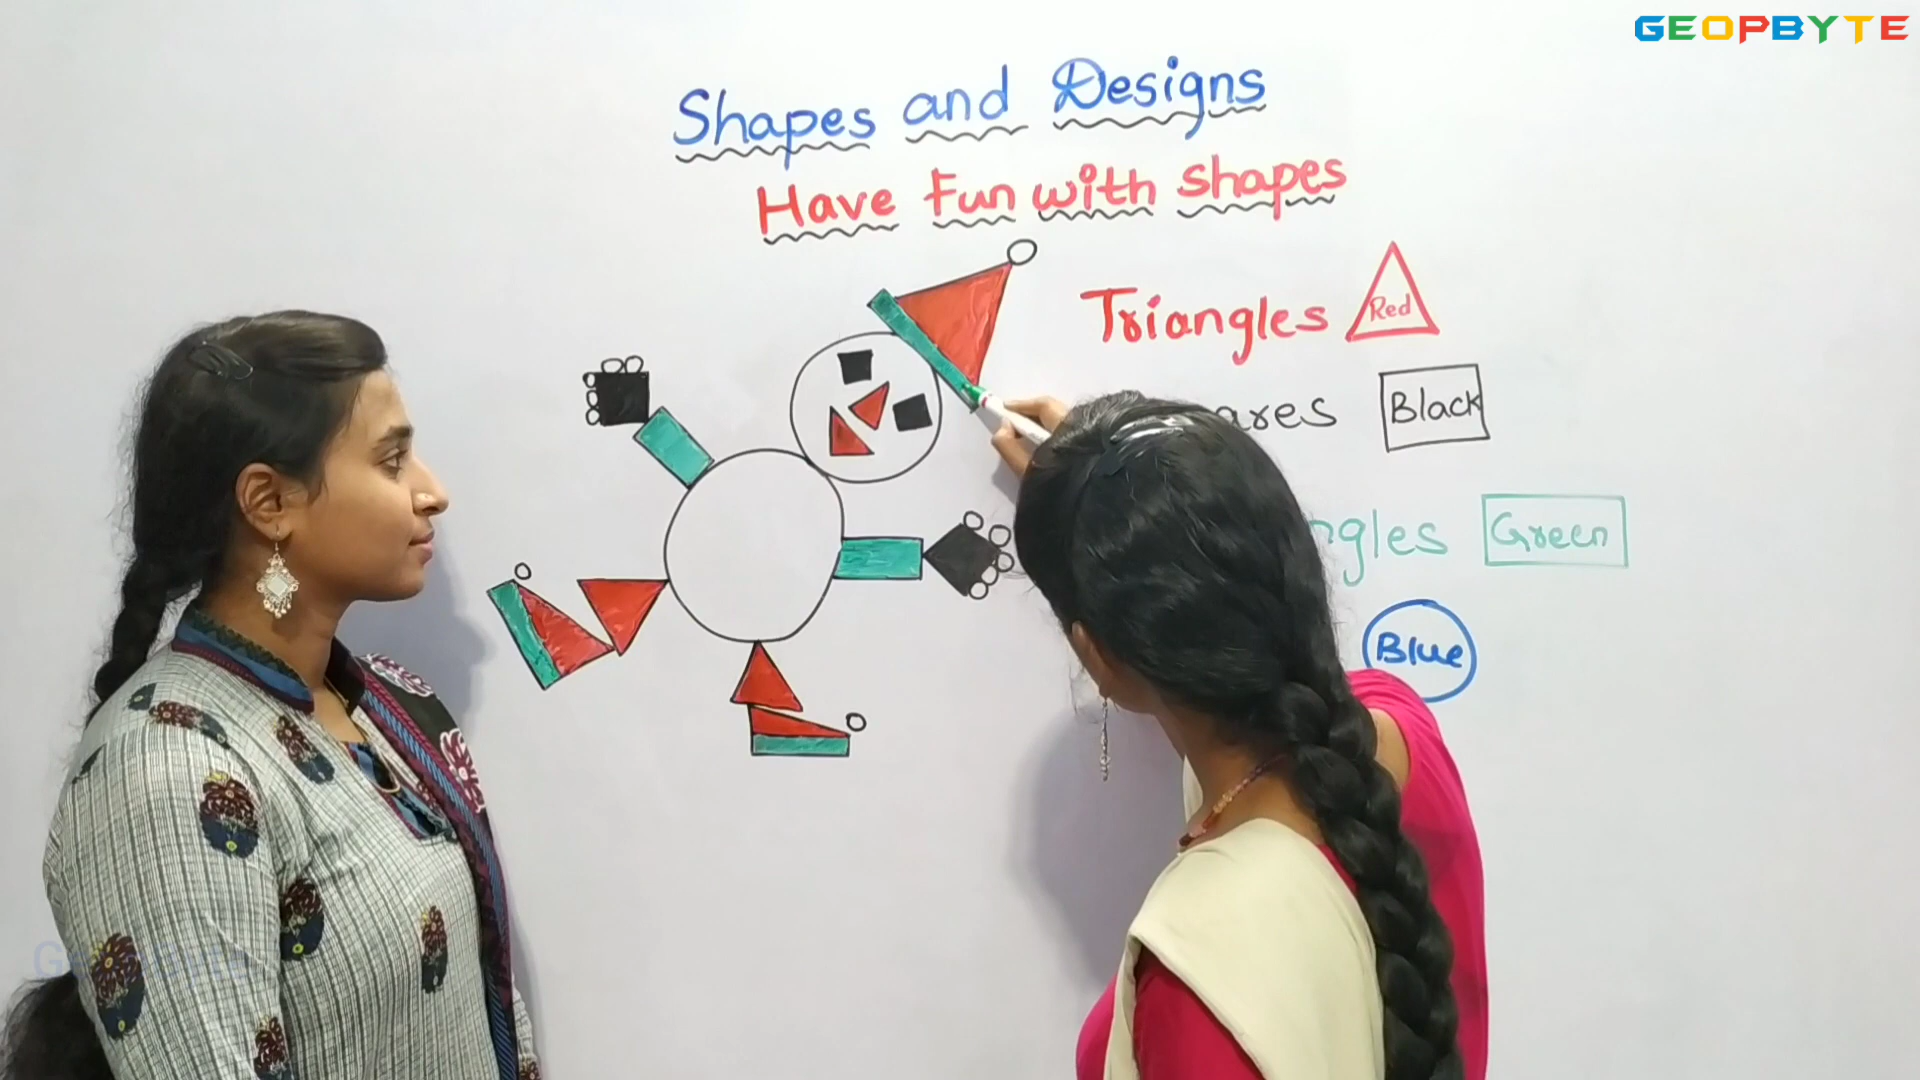 GEOPBYTE
Shapes and Designs
Have Fun with Shapes
Triangles Red
Black
Green
Blue